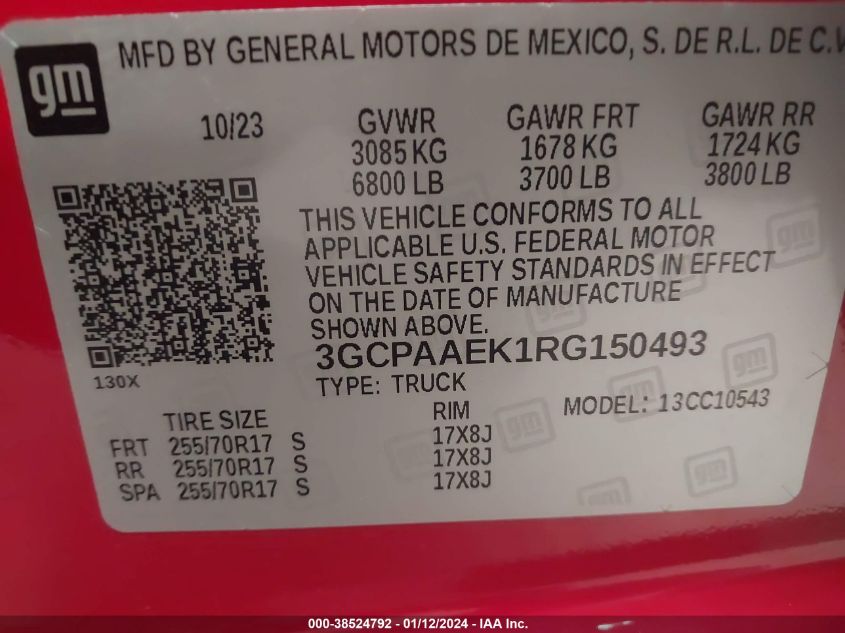 gm
MFD BY GENERAL MOTORS DE MEXICO, S. DE R.L. DE C.V
10/23
GVWR GAWR FRT GAWR RR
3085 KG 1678 KG 1724 KG
6800 LB 3700 LB 3800 LB
THIS VEHICLE CONFORMS TO ALL
APPLICABLE U.S. FEDERAL MOTOR
VEHICLE SAFETY STANDARDS IN EFFECT
ON THE DATE OF MANUFACTURE
SHOWN ABOVE.
3GCPAAEK1RG150493
130X
TYPE: TRUCK
MODEL: 13CC10543
TIRE SIZE RIM
FRT 255/70R17 S 17X8J
RR 255/70R17 S 17X8J
SPA 255/70R17 S 17X8J
000-38524792 - 01/12/2024 - IAA Inc.